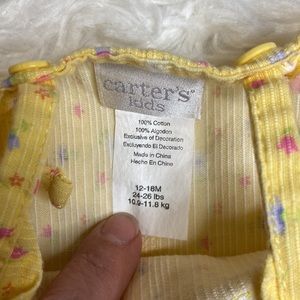 carter's
kids
100% Cotton
100% Algodon
Exclusive of Decoration
Excluyendo El Decorado
Made in China
Hecho En China
12-18M
24-26 lbs
10.9-11.8 kg